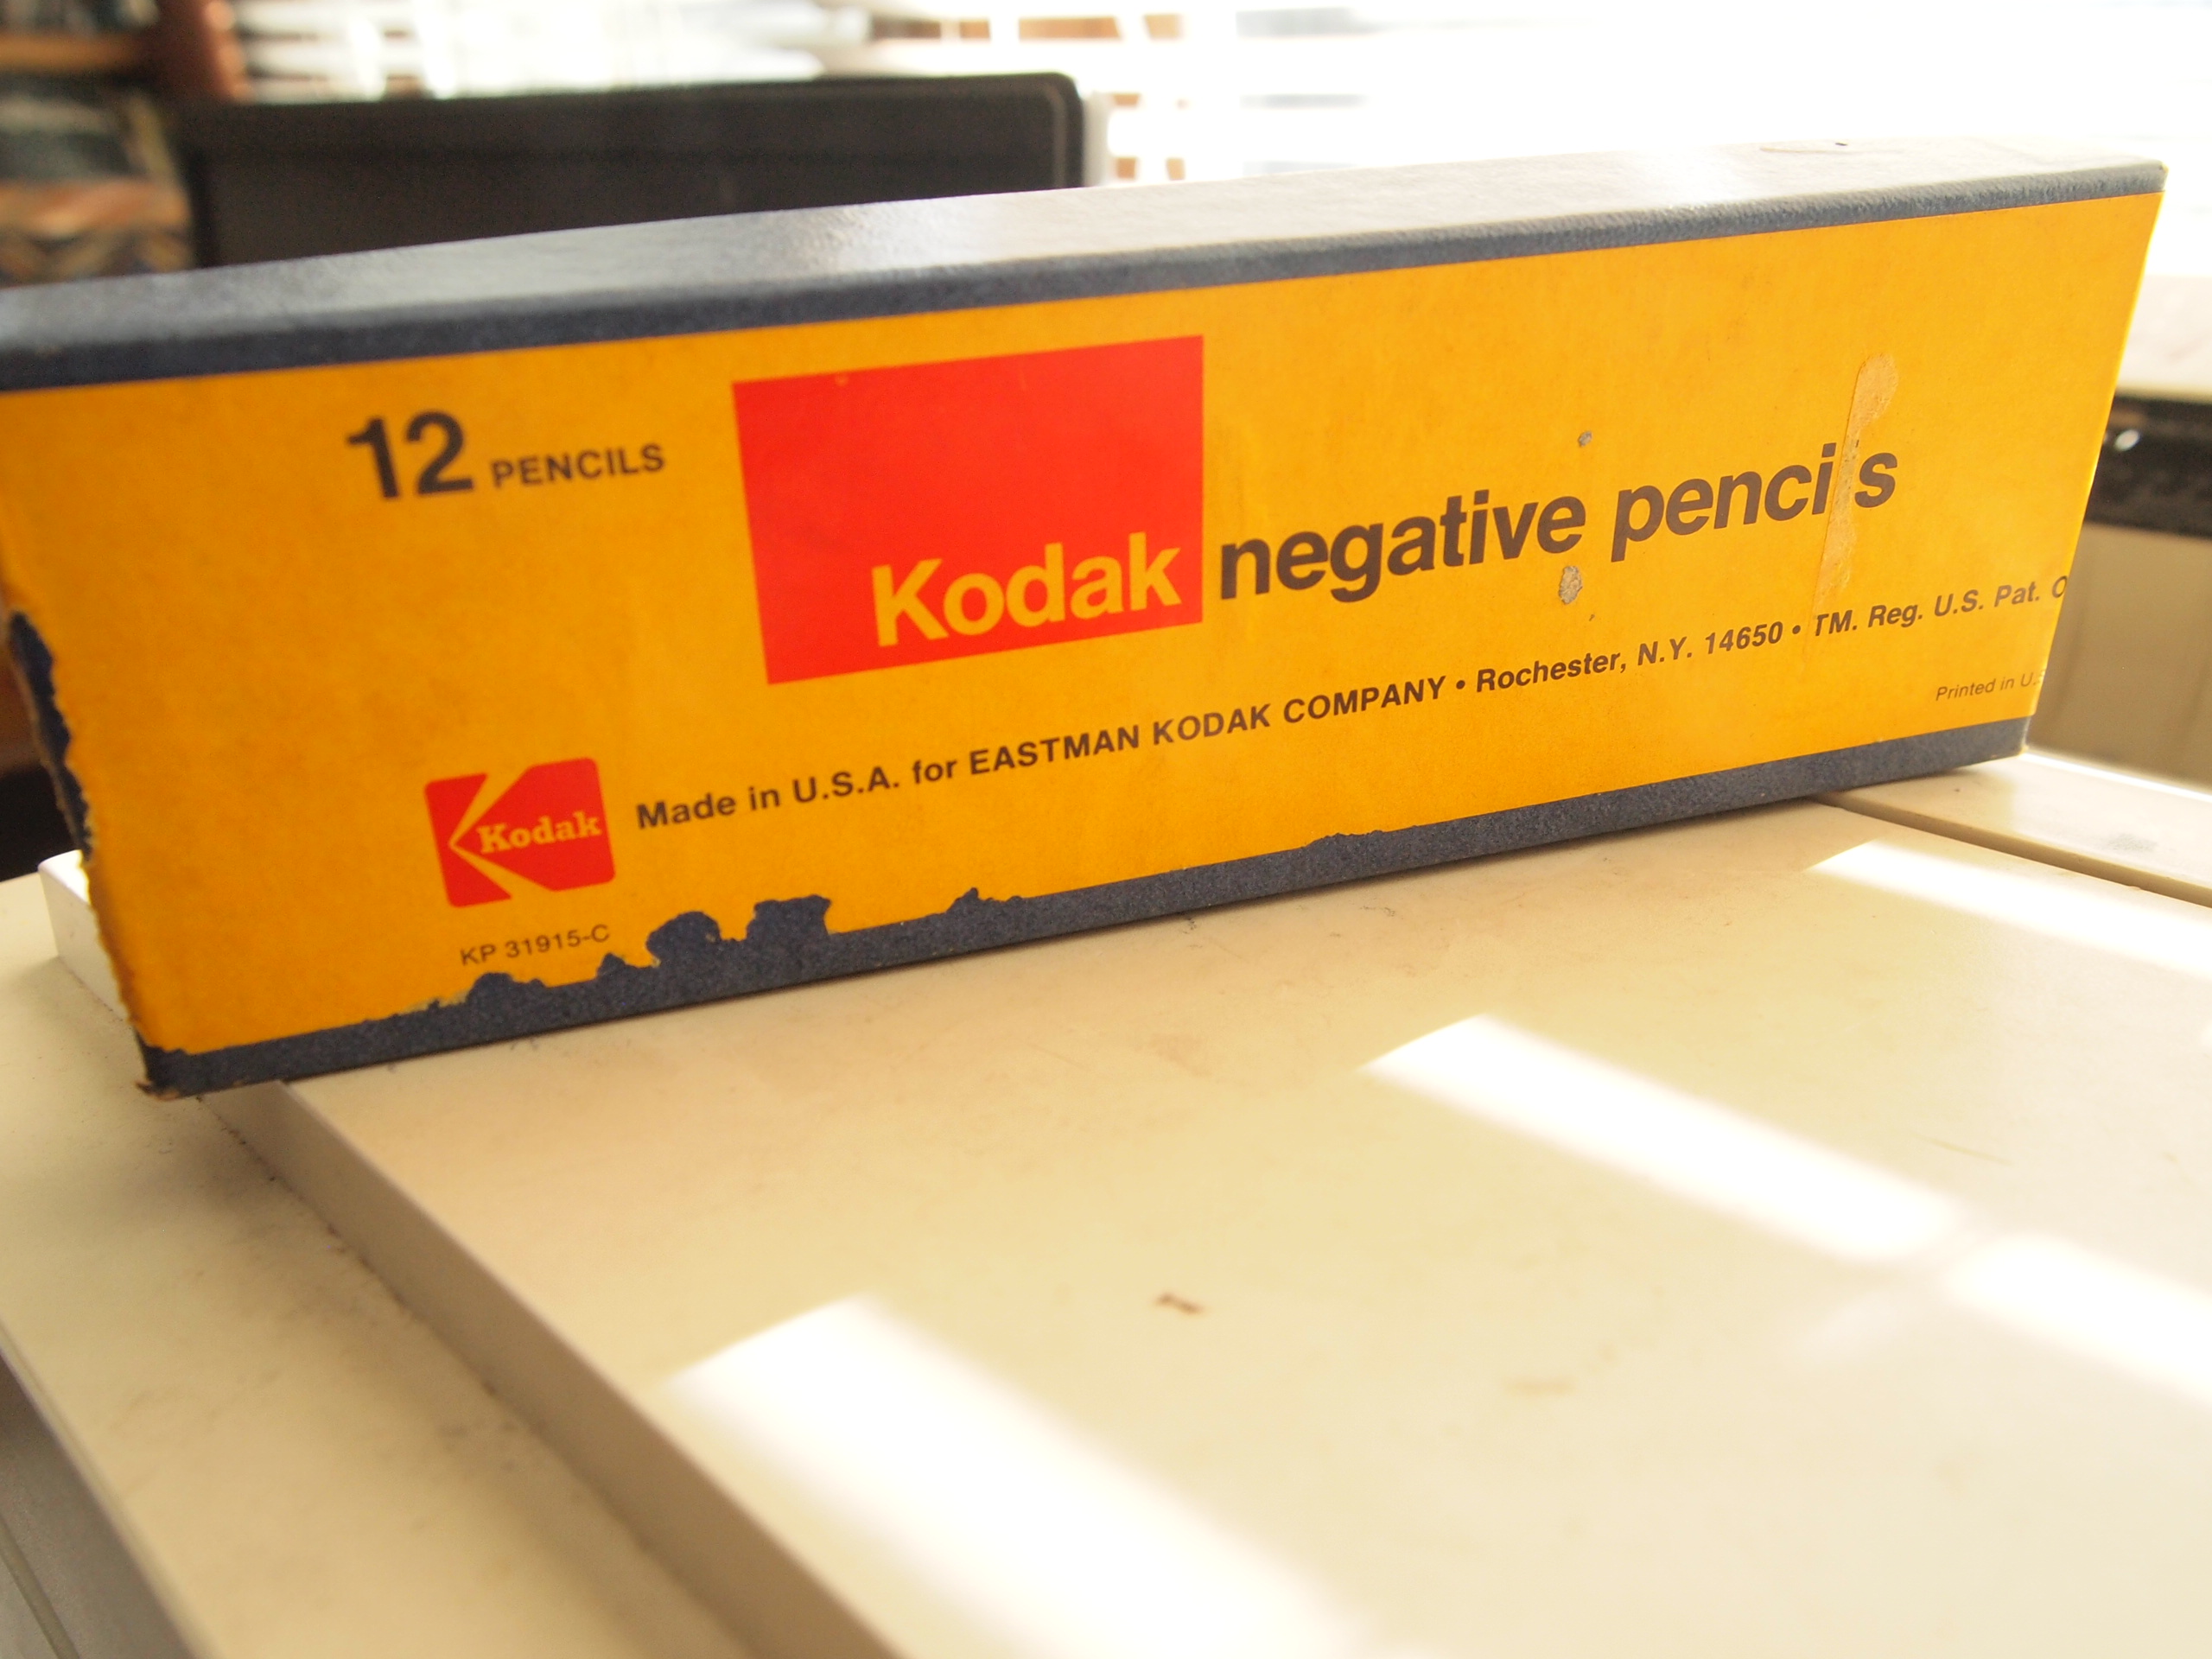 12 PENCILS
Kodak negative pencils
Kodak
Made in U.S.A. for EASTMAN KODAK COMPANY • Rochester, N.Y. 14650 • TM. Reg. U.S. Pat.
Printed in U.S
KP 31915-C